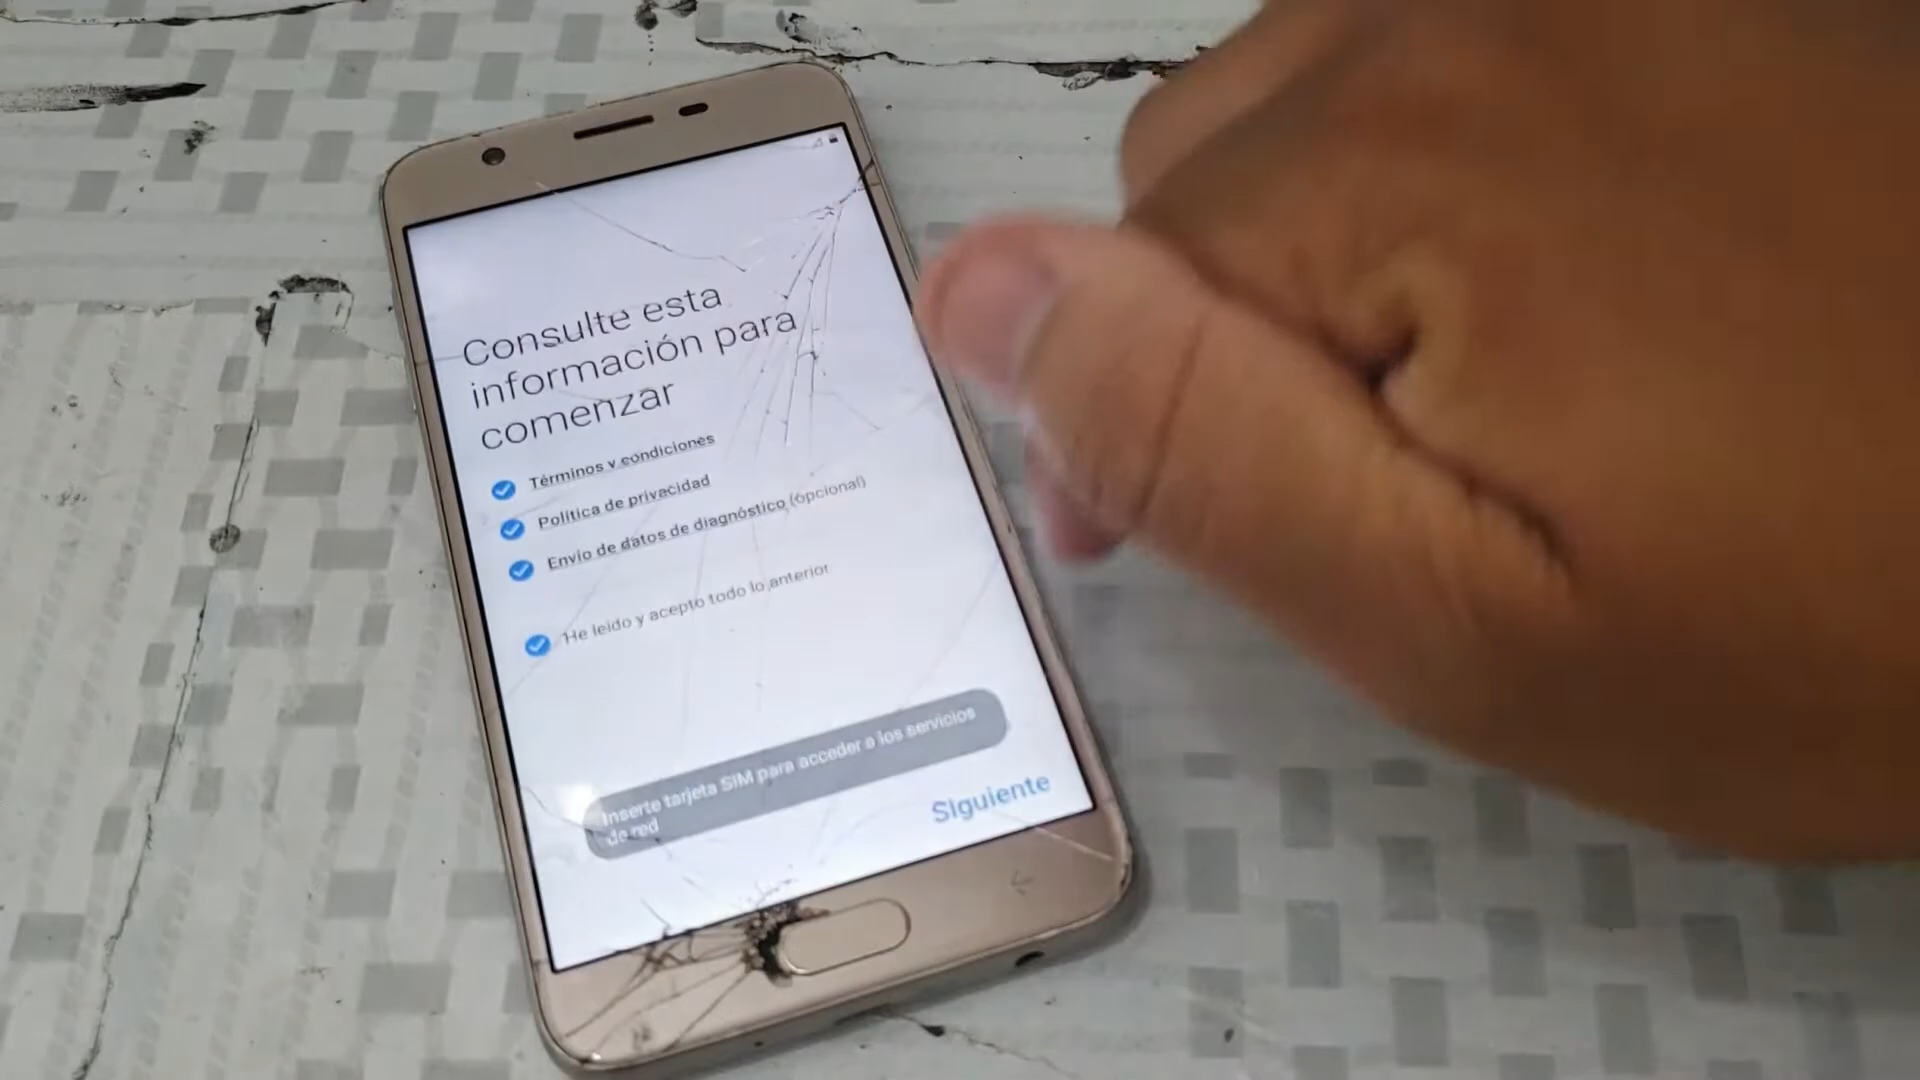 Consulte esta
información para
comenzar
Términos y condiciones
Política de privacidad
Envío de datos de diagnóstico (opcional)
He leído y acepto todo lo anterior
Inserte tarjeta SIM para acceder a los servicios
de red
Siguiente